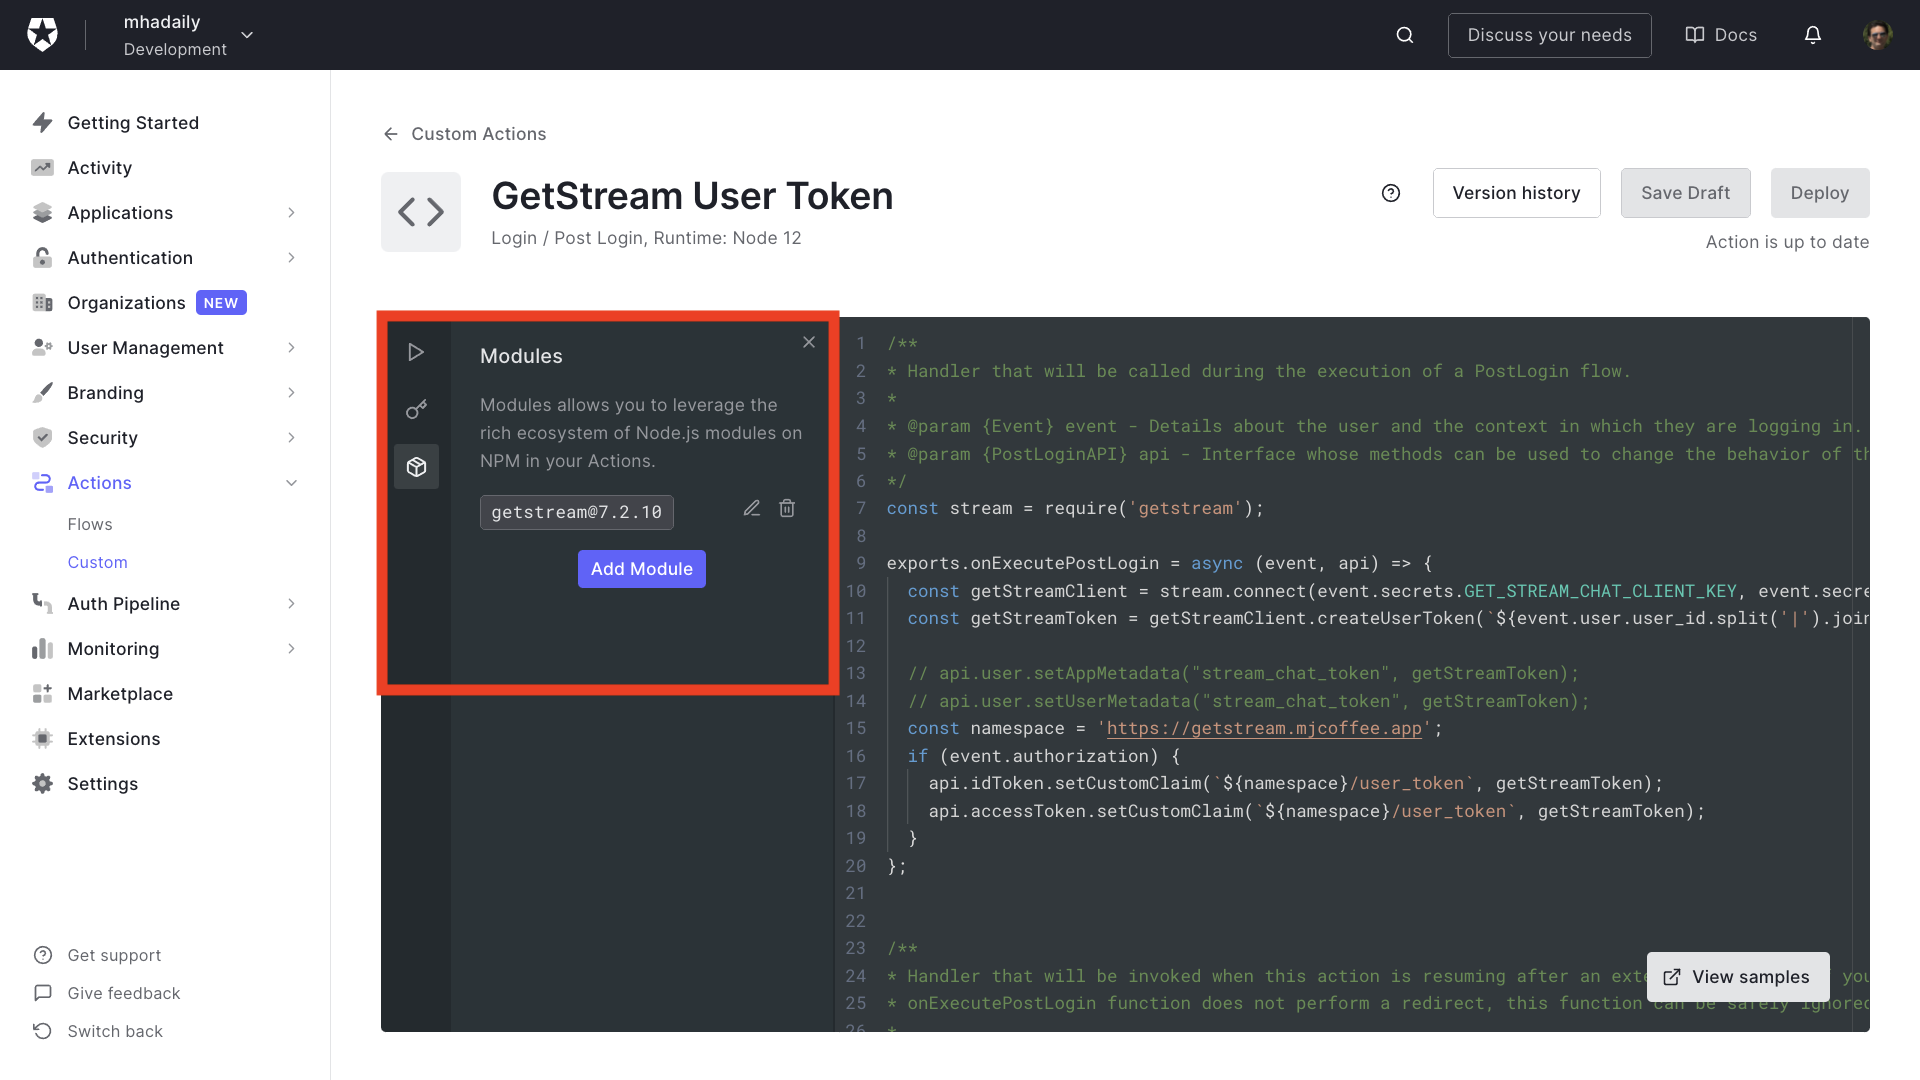 mhadaily
Development
Discuss your needs
Docs
Getting Started
Activity
Applications
Authentication
Organizations NEW
User Management
Branding
Security
Actions
Flows
Custom
Auth Pipeline
Monitoring
Marketplace
Extensions
Settings
Get support
Give feedback
Switch back
Custom Actions
GetStream User Token
Login / Post Login, Runtime: Node 12
Version history
Save Draft
Deploy
Action is up to date
Modules
Modules allows you to leverage the
rich ecosystem of Node.js modules on
NPM in your Actions.
getstream@7.2.10
Add Module
1 /**
2 * Handler that will be called during the execution of a PostLogin flow.
3 *
4 * @param {Event} event - Details about the user and the context in which they are logging in.
5 * @param {PostLoginAPI} api - Interface whose methods can be used to change the behavior of th
6 */
7 const stream = require('getstream');
8
9 exports.onExecutePostLogin = async (event, api) => {
10 const getStreamClient = stream.connect(event.secrets.GET_STREAM_CHAT_CLIENT_KEY, event.secre
11 const getStreamToken = getStreamClient.createUserToken(`${event.user.user_id.split('|').join
12
13 // api.user.setAppMetadata("stream_chat_token", getStreamToken);
14 // api.user.setUserMetadata("stream_chat_token", getStreamToken);
15 const namespace = 'https://getstream.mjcoffee.app';
16 if (event.authorization) {
17 api.idToken.setCustomClaim(`${namespace}/user_token`, getStreamToken);
18 api.accessToken.setCustomClaim(`${namespace}/user_token`, getStreamToken);
19 }
20 };
21
22
23 /**
24 * Handler that will be invoked when this action is resuming after an exte you
25 * onExecutePostLogin function does not perform a redirect, this function can be safely ignored
26 *
View samples